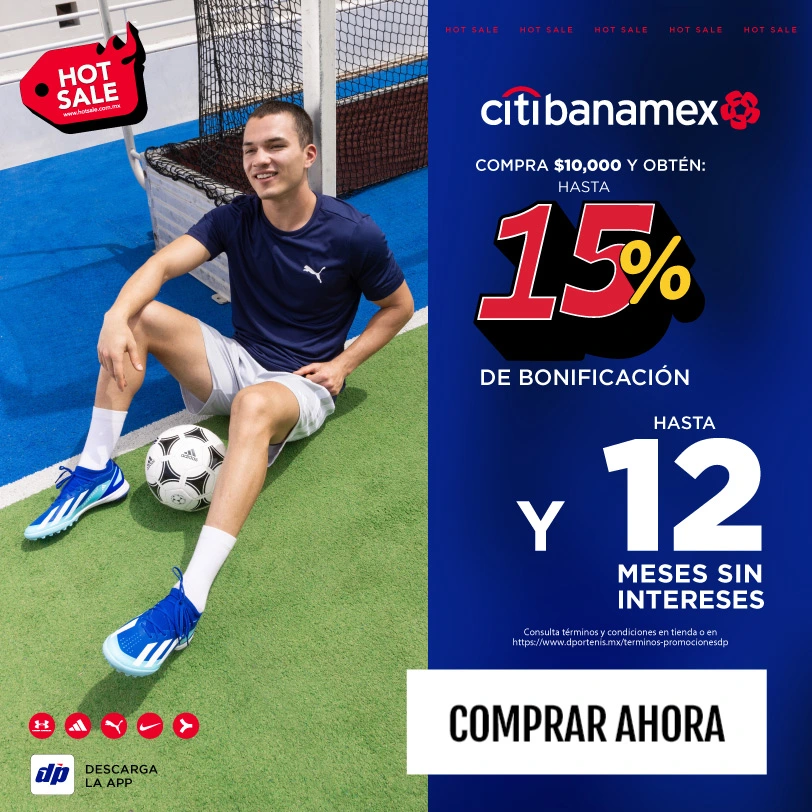 HOT
SALE
www.hotsale.com.mx
HOT SALE HOT SALE HOT SALE HOT SALE HOT SALE
citibanamex
COMPRA $10,000 Y OBTÉN:
HASTA
15%
DE BONIFICACIÓN
HASTA
Y 12
MESES SIN
INTERESES
Consulta términos y condiciones en tienda o en
https://www.dportenis.mx/terminos-promocionesdp
COMPRAR AHORA
dp
DESCARGA
LA APP